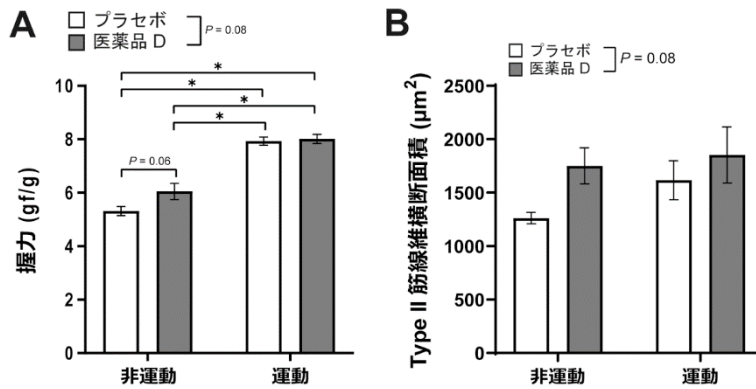 A
プラセボ
医薬品 D
P = 0.08
*
*
*
*
P = 0.06
握力 (gf/g)
10
8
6
4
2
0
非運動
運動
B
プラセボ
医薬品 D
P = 0.08
Type II 筋線維横断面積 (μm²)
2500
2000
1500
1000
500
0
非運動
運動